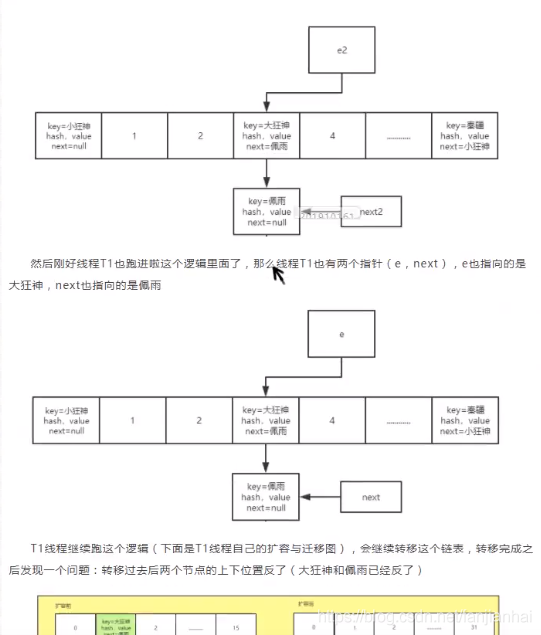 e2
key=小狂神
hash、value
next=null
1
2
key=大狂神
hash、value
next=佩雨
4
............
key=秦疆
hash、value
next=小狂神
key=佩雨
hash、value
next=null
next2
然后刚好线程T1也跑进啦这个逻辑里面了,那么线程T1也有两个指针(e,next),e也指向的是
大狂神,next也指向的是佩雨
e
key=小狂神
hash、value
next=null
1
2
key=大狂神
hash、value
next=佩雨
4
............
key=秦疆
hash、value
next=小狂神
key=佩雨
hash、value
next=null
next
T1线程继续跑这个逻辑(下面是T1线程自己的扩容与迁移图),会继续转移这个链表,转移完成之
后发现一个问题:转移过去后两个节点的上下位置反了(大狂神和佩雨已经反了)
扩容前
扩容后
0
key=大狂神
2
15
0
1
2
31
https://blog.csdn.net/fanjianhai